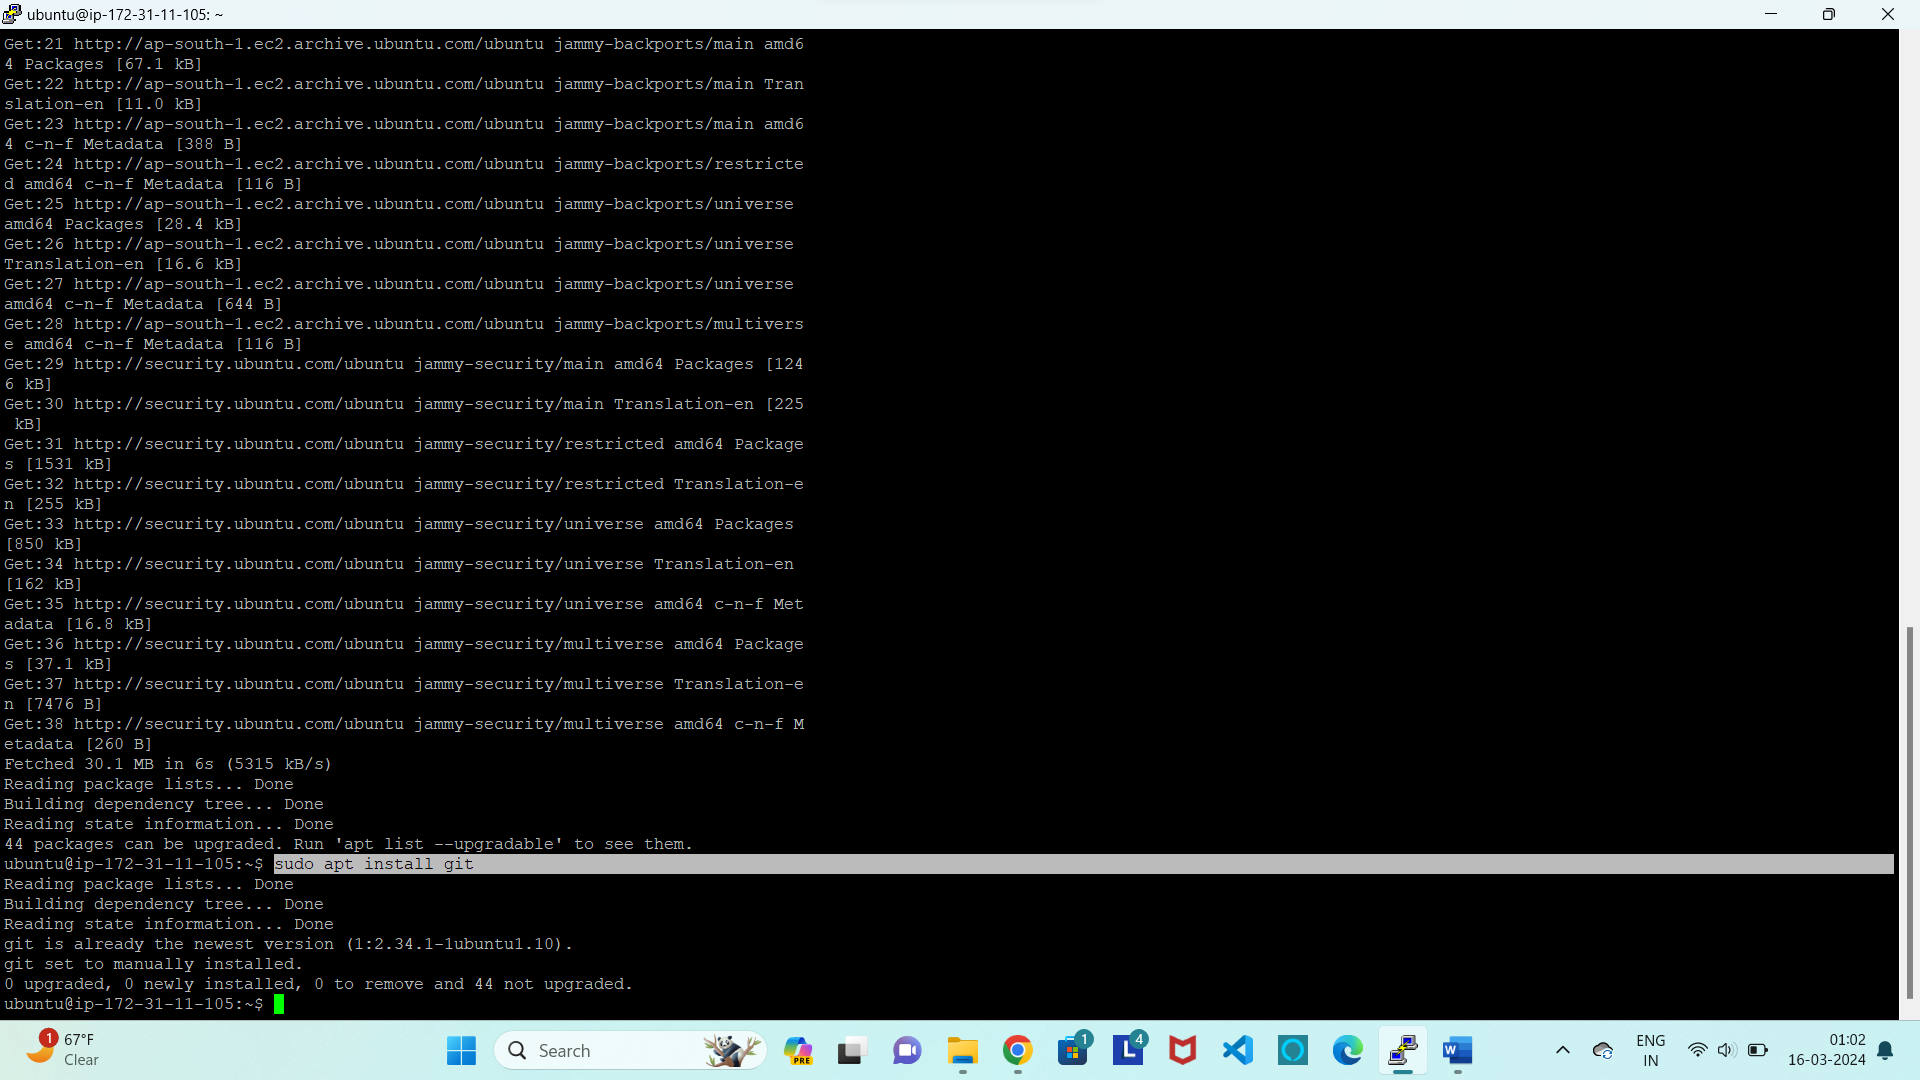 ubuntu@ip-172-31-11-105: ~
Get:21 http://ap-south-1.ec2.archive.ubuntu.com/ubuntu jammy-backports/main amd6
4 Packages [67.1 kB]
Get:22 http://ap-south-1.ec2.archive.ubuntu.com/ubuntu jammy-backports/main Tran
slation-en [11.0 kB]
Get:23 http://ap-south-1.ec2.archive.ubuntu.com/ubuntu jammy-backports/main amd6
4 c-n-f Metadata [388 B]
Get:24 http://ap-south-1.ec2.archive.ubuntu.com/ubuntu jammy-backports/restricte
d amd64 c-n-f Metadata [116 B]
Get:25 http://ap-south-1.ec2.archive.ubuntu.com/ubuntu jammy-backports/universe
amd64 Packages [28.4 kB]
Get:26 http://ap-south-1.ec2.archive.ubuntu.com/ubuntu jammy-backports/universe
Translation-en [16.6 kB]
Get:27 http://ap-south-1.ec2.archive.ubuntu.com/ubuntu jammy-backports/universe
amd64 c-n-f Metadata [644 B]
Get:28 http://ap-south-1.ec2.archive.ubuntu.com/ubuntu jammy-backports/multivers
e amd64 c-n-f Metadata [116 B]
Get:29 http://security.ubuntu.com/ubuntu jammy-security/main amd64 Packages [124
6 kB]
Get:30 http://security.ubuntu.com/ubuntu jammy-security/main Translation-en [225
 kB]
Get:31 http://security.ubuntu.com/ubuntu jammy-security/restricted amd64 Package
s [1531 kB]
Get:32 http://security.ubuntu.com/ubuntu jammy-security/restricted Translation-e
n [255 kB]
Get:33 http://security.ubuntu.com/ubuntu jammy-security/universe amd64 Packages
[850 kB]
Get:34 http://security.ubuntu.com/ubuntu jammy-security/universe Translation-en
[162 kB]
Get:35 http://security.ubuntu.com/ubuntu jammy-security/universe amd64 c-n-f Met
adata [16.8 kB]
Get:36 http://security.ubuntu.com/ubuntu jammy-security/multiverse amd64 Package
s [37.1 kB]
Get:37 http://security.ubuntu.com/ubuntu jammy-security/multiverse Translation-e
n [7476 B]
Get:38 http://security.ubuntu.com/ubuntu jammy-security/multiverse amd64 c-n-f M
etadata [260 B]
Fetched 30.1 MB in 6s (5315 kB/s)
Reading package lists... Done
Building dependency tree... Done
Reading state information... Done
44 packages can be upgraded. Run 'apt list --upgradable' to see them.
ubuntu@ip-172-31-11-105:~$ sudo apt install git
Reading package lists... Done
Building dependency tree... Done
Reading state information... Done
git is already the newest version (1:2.34.1-1ubuntu1.10).
git set to manually installed.
0 upgraded, 0 newly installed, 0 to remove and 44 not upgraded.
ubuntu@ip-172-31-11-105:~$
1
67°F
Clear
Search
PRE
1
L
4
W
ENG
IN
01:02
16-03-2024